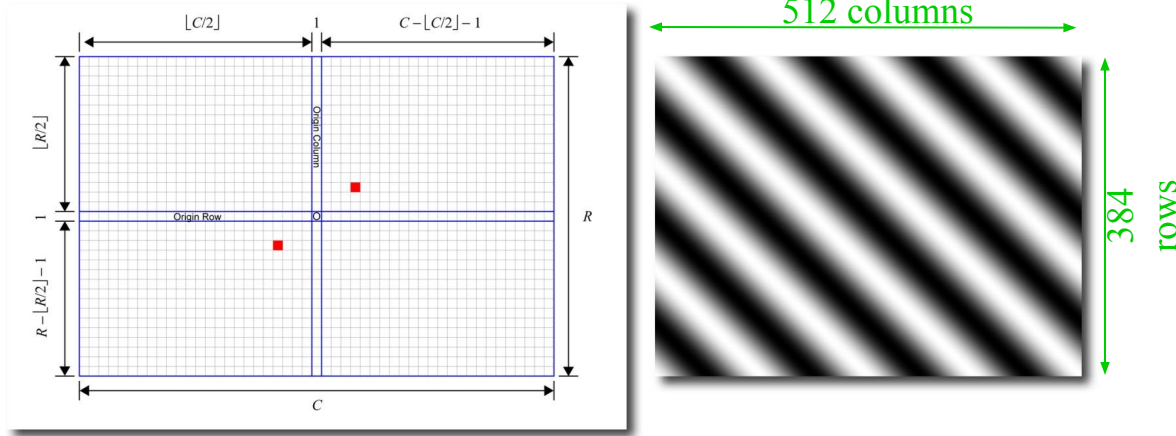 ⌊C/2⌋
1
C−⌊C/2⌋−1
512 columns
⌊R/2⌋
Origin Column
1
Origin Row
O
R
R−⌊R/2⌋−1
C
384
rows